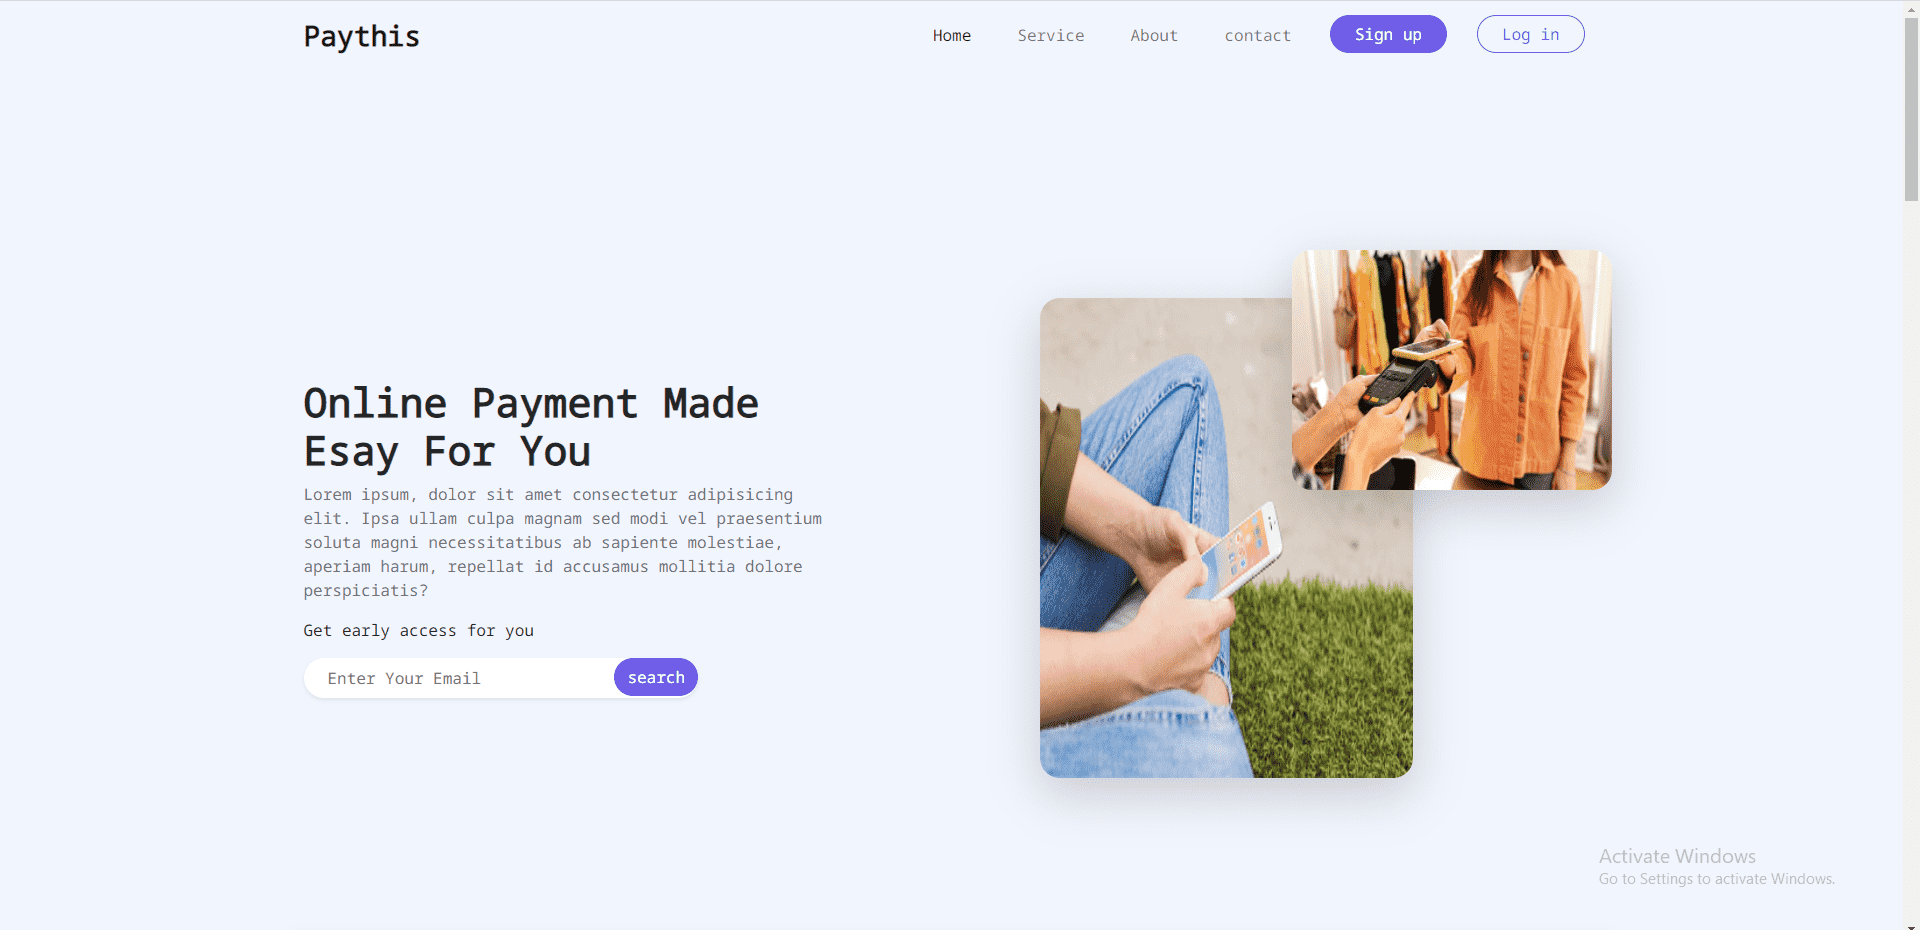 Paythis
Home
Service
About
contact
Sign up
Log in
Online Payment Made
Esay For You
Lorem ipsum, dolor sit amet consectetur adipisicing
elit. Ipsa ullam culpa magnam sed modi vel praesentium
soluta magni necessitatibus ab sapiente molestiae,
aperiam harum, repellat id accusamus mollitia dolore
perspiciatis?
Get early access for you
Enter Your Email
search
Activate Windows
Go to Settings to activate Windows.